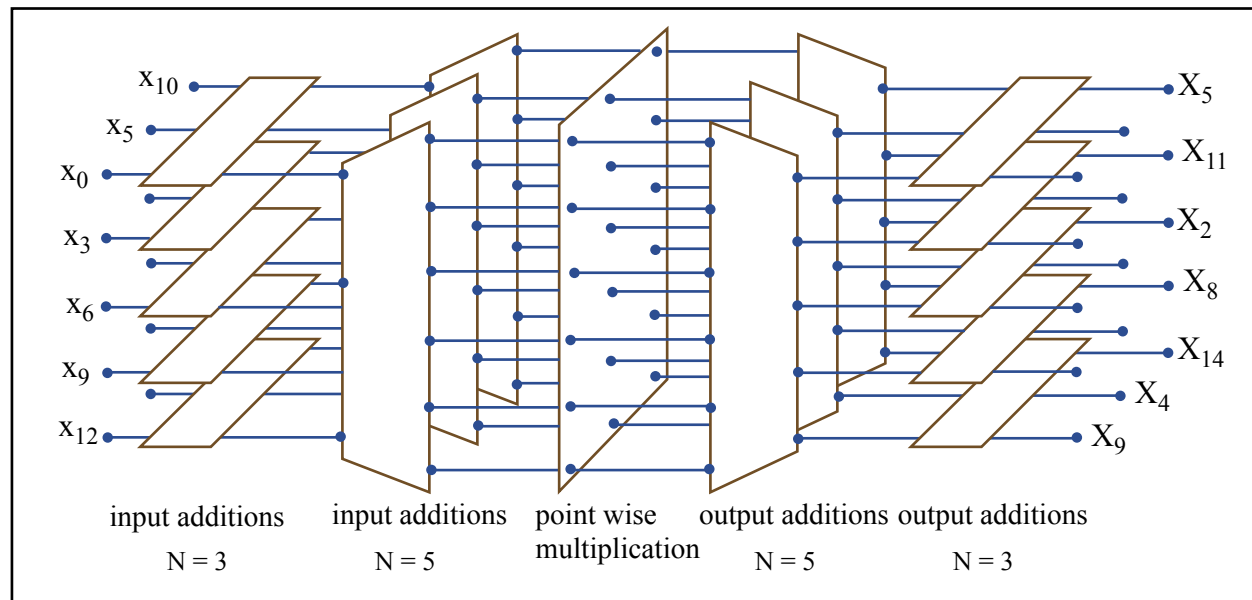 x₁₀
x₅
x₀
x₃
x₆
x₉
x₁₂
X₅
X₁₁
X₂
X₈
X₁₄
X₄
X₉
input additions
N = 3
input additions
N = 5
point wise
multiplication
output additions
N = 5
output additions
N = 3